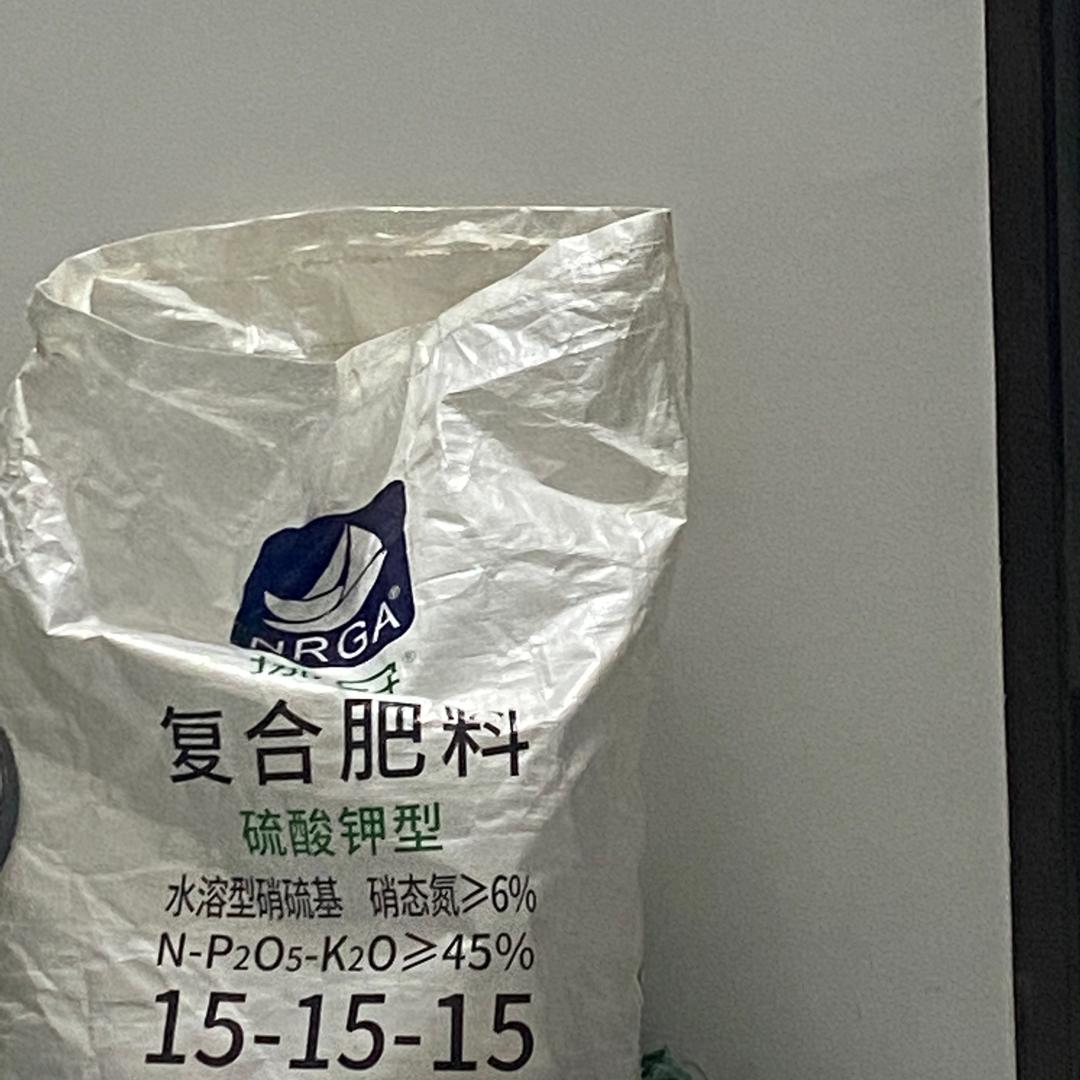 NRGA®
复合肥料
硫酸钾型
水溶型硝硫基 硝态氮≥6%
N-P₂O₅-K₂O≥45%
15-15-15